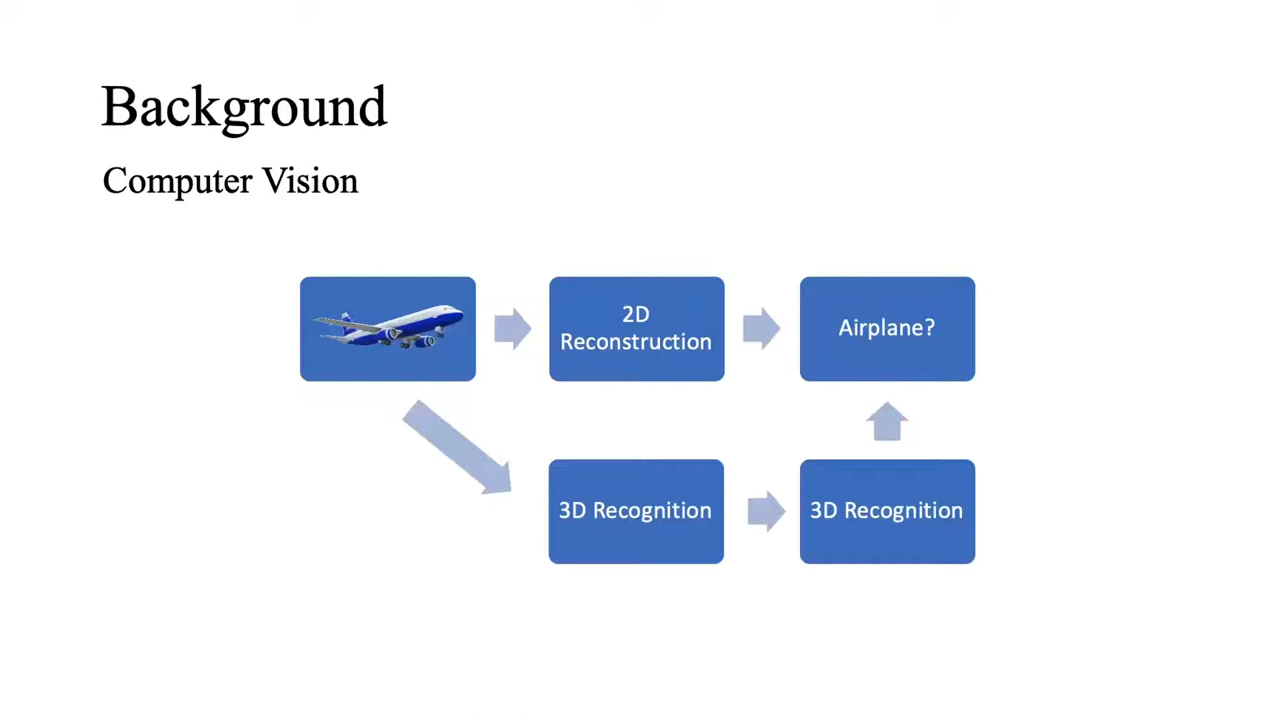 Background
Computer Vision
2D
Reconstruction
Airplane?
3D Recognition
3D Recognition